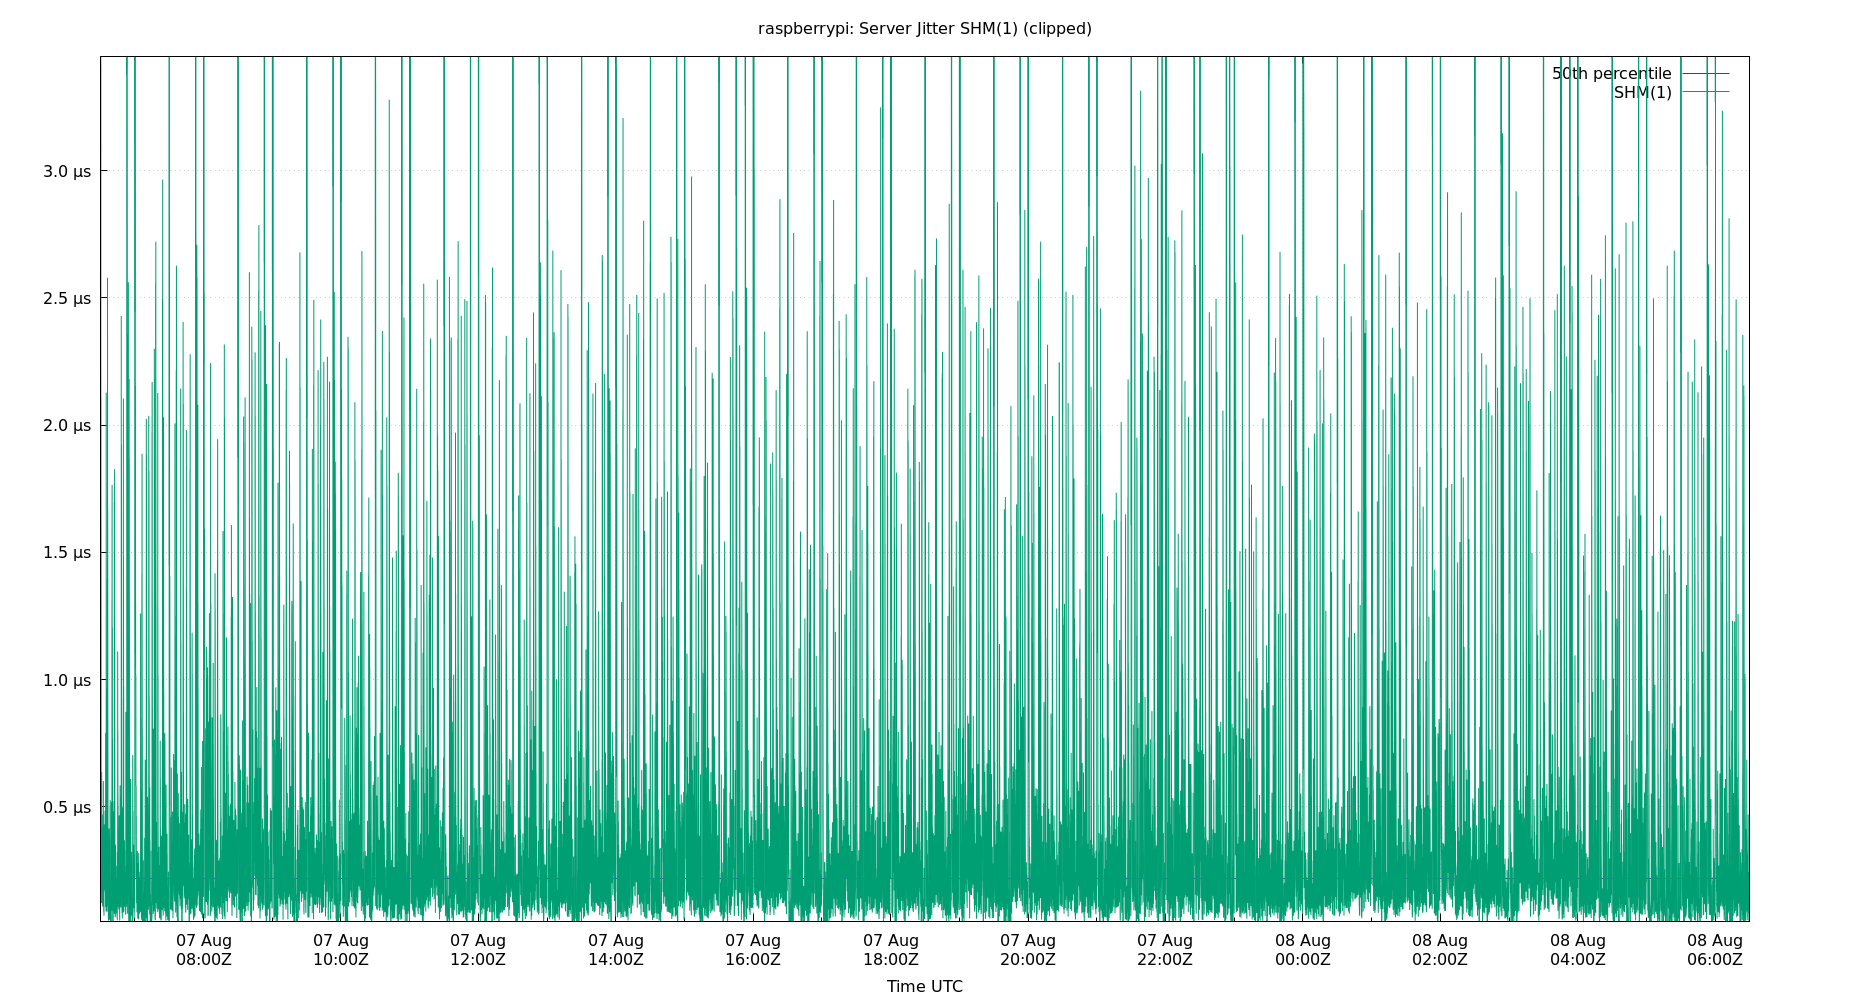 raspberrypi: Server Jitter SHM(1) (clipped)
50th percentile
SHM(1)
3.0 µs
2.5 µs
2.0 µs
1.5 µs
1.0 µs
0.5 µs
07 Aug 07 Aug 07 Aug 07 Aug 07 Aug 07 Aug 07 Aug 07 Aug 08 Aug 08 Aug 08 Aug 08 Aug
08:00Z 10:00Z 12:00Z 14:00Z 16:00Z 18:00Z 20:00Z 22:00Z 00:00Z 02:00Z 04:00Z 06:00Z
Time UTC